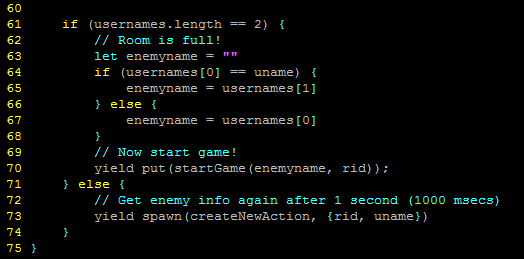 60
61     if (usernames.length == 2) {
62         // Room is full!
63         let enemyname = ""
64         if (usernames[0] == uname) {
65             enemyname = usernames[1]
66         } else {
67             enemyname = usernames[0]
68         }
69         // Now start game!
70         yield put(startGame(enemyname, rid));
71     } else {
72         // Get enemy info again after 1 second (1000 msecs)
73         yield spawn(createNewAction, {rid, uname})
74     }
75 }